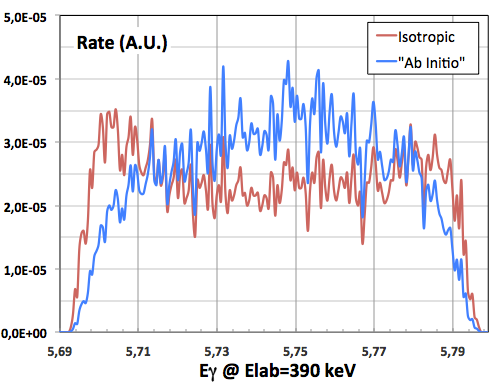 5,0E-05
Rate (A.U.)
Isotropic
"Ab Initio"
4,0E-05
3,0E-05
2,0E-05
1,0E-05
0,0E+00
5,69 5,71 5,73 5,75 5,77 5,79
Eγ @ Elab=390 keV